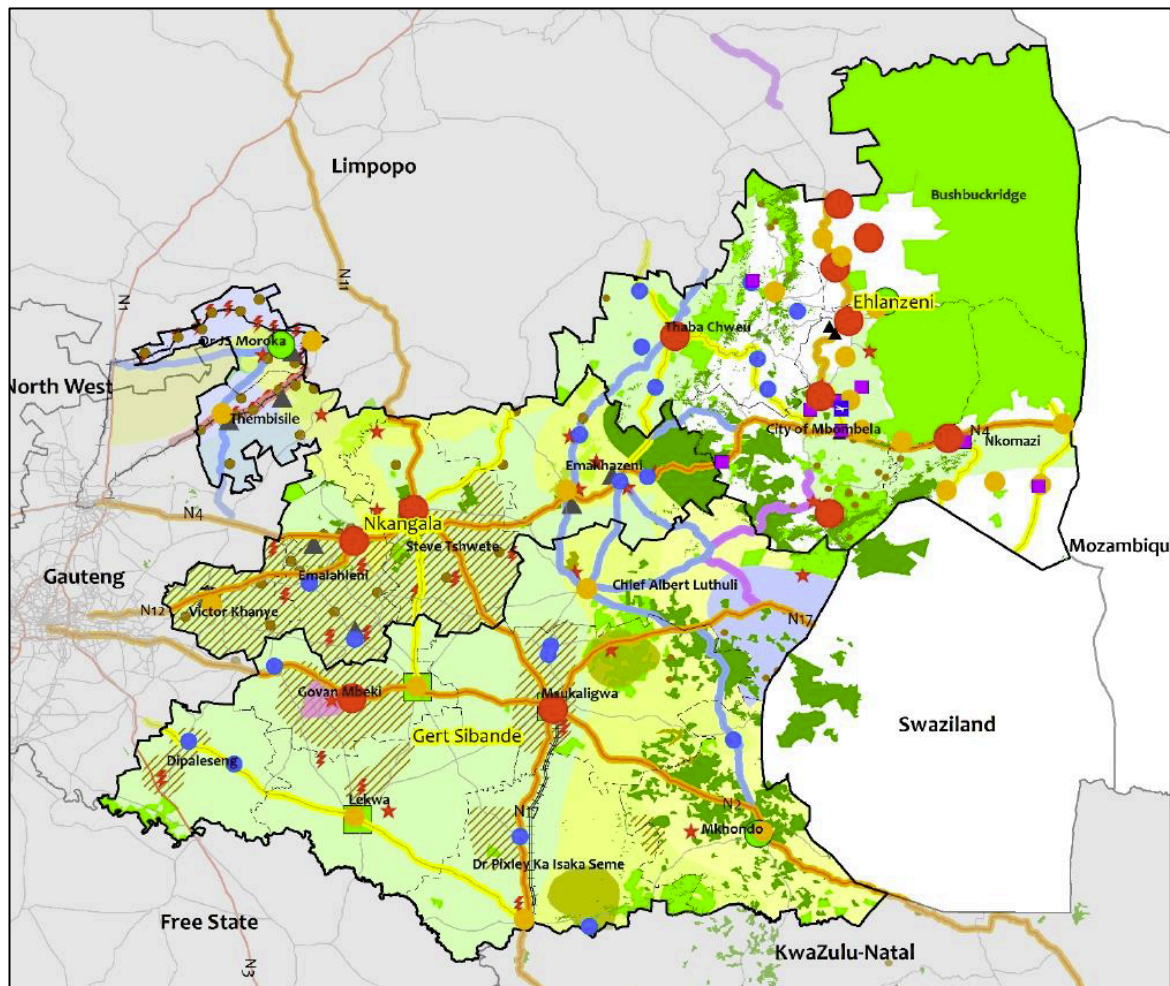 Limpopo
Bushbuckridge
N11
N1
Ehlanzeni
Thaba Chweu
Dr JS Moroka
North West
Thembisile
City of Mbombela
N4
Nkomazi
Emakhazeni
N4
Nkangala
Steve Tshwete
Mozambiqu
Gauteng
Emalahleni
Chief Albert Luthuli
Victor Khanye
N12
N17
Govan Mbeki
Msukaligwa
Swaziland
Gert Sibande
Dipaleseng
Lekwa
N2
Mkhondo
Dr Pixley Ka Isaka Seme
Free State
KwaZulu-Natal
N3